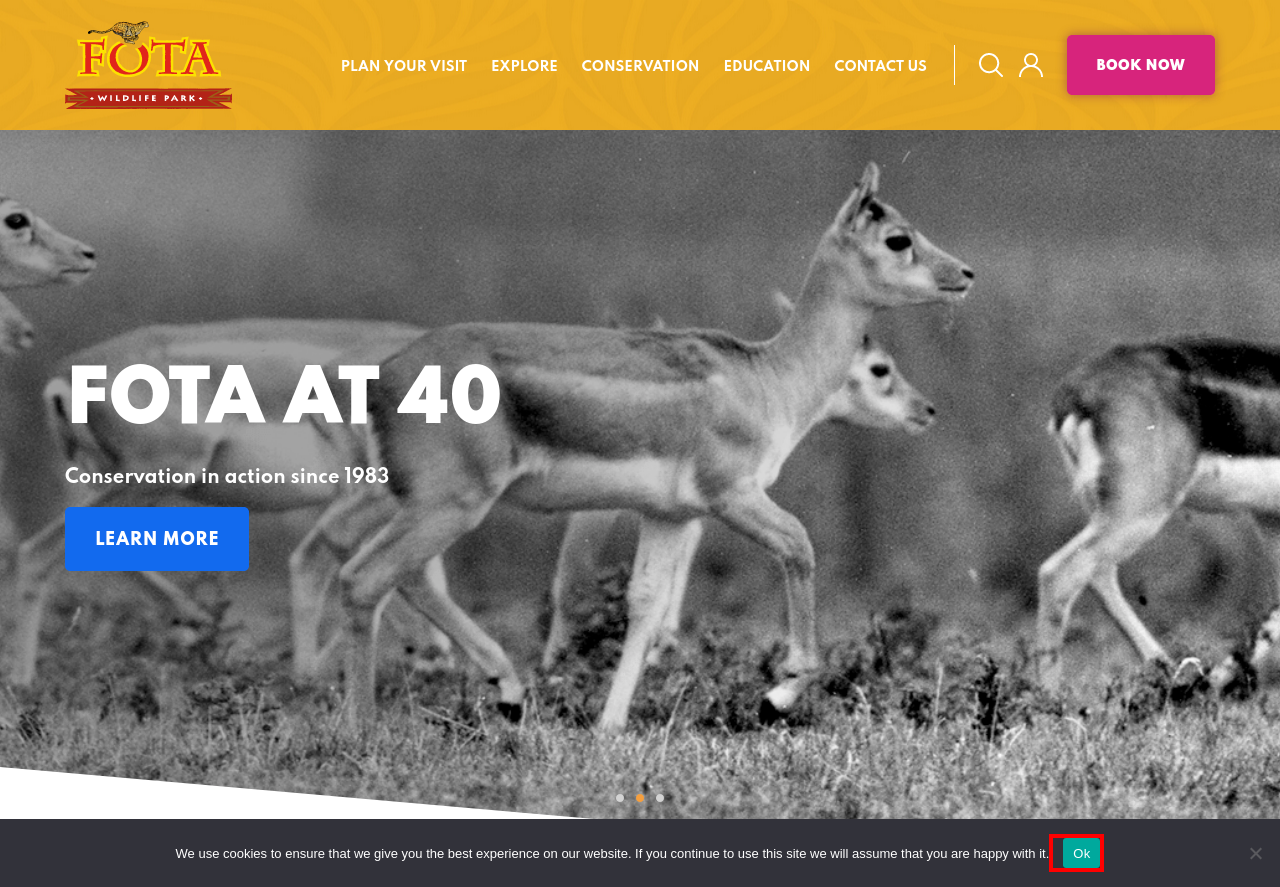 FOTA
WILDLIFE PARK
PLAN YOUR VISIT EXPLORE CONSERVATION EDUCATION CONTACT US BOOK NOW
FOTA AT 40
Conservation in action since 1983
LEARN MORE
We use cookies to ensure that we give you the best experience on our website. If you continue to use this site we will assume that you are happy with it. Ok